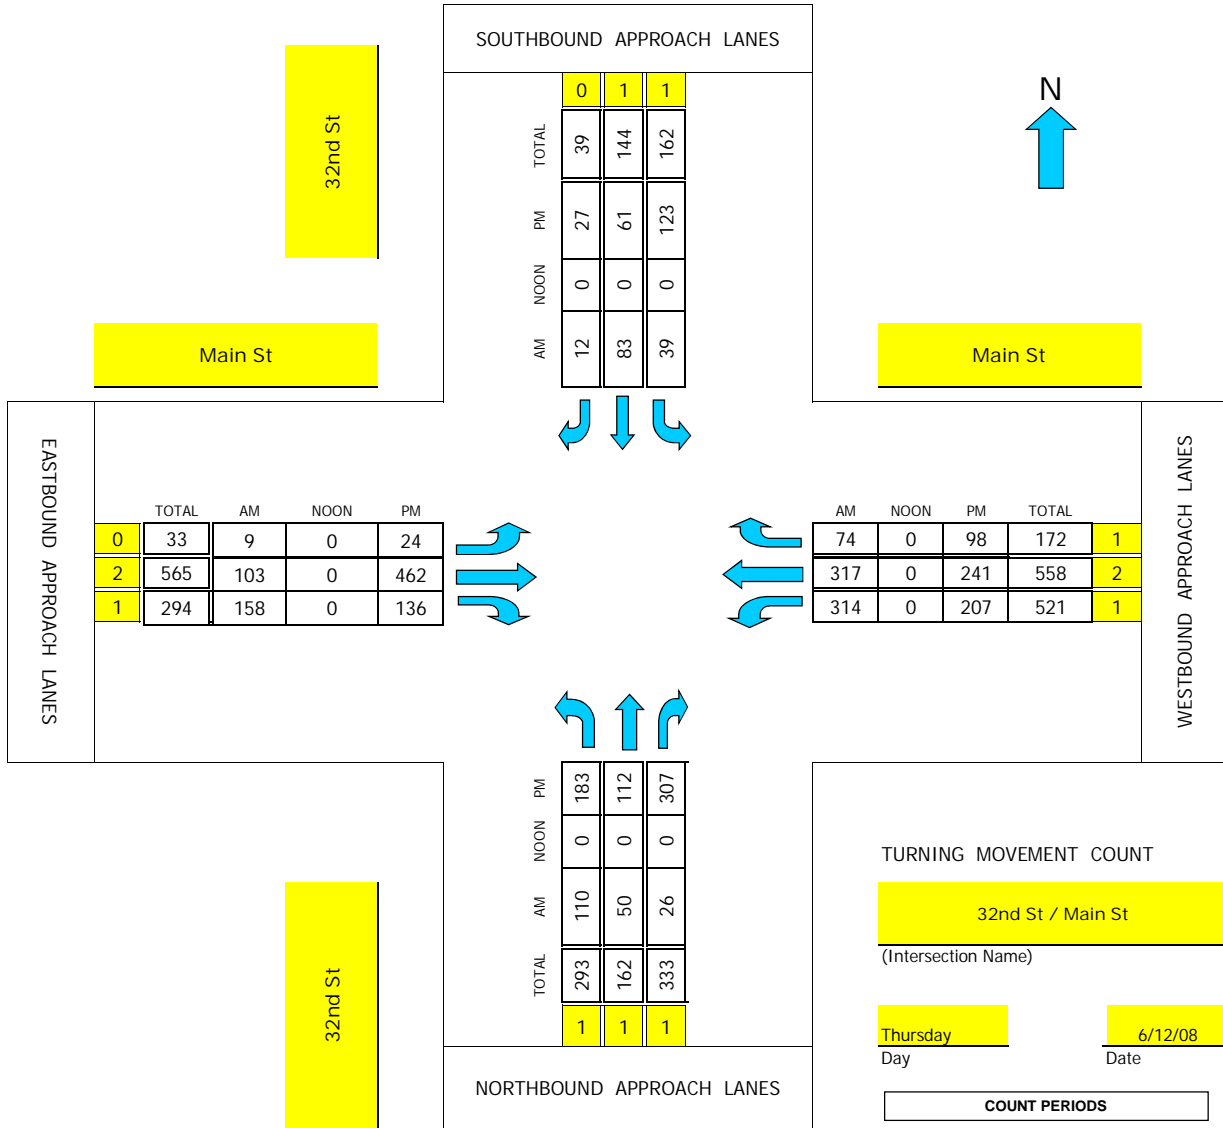 SOUTHBOUND APPROACH LANES
0 1 1
N
TOTAL 39 144 162
PM 27 61 123
NOON 0 0 0
AM 12 83 39
32nd St
Main St
Main St
EASTBOUND APPROACH LANES
TOTAL AM NOON PM
0 33 9 0 24
2 565 103 0 462
1 294 158 0 136
AM NOON PM TOTAL
74 0 98 172 1
317 0 241 558 2
314 0 207 521 1
WESTBOUND APPROACH LANES
PM 183 112 307
NOON 0 0 0
AM 110 50 26
TOTAL 293 162 333
1 1 1
NORTHBOUND APPROACH LANES
32nd St
TURNING MOVEMENT COUNT
32nd St / Main St
(Intersection Name)
Thursday 6/12/08
Day Date
COUNT PERIODS